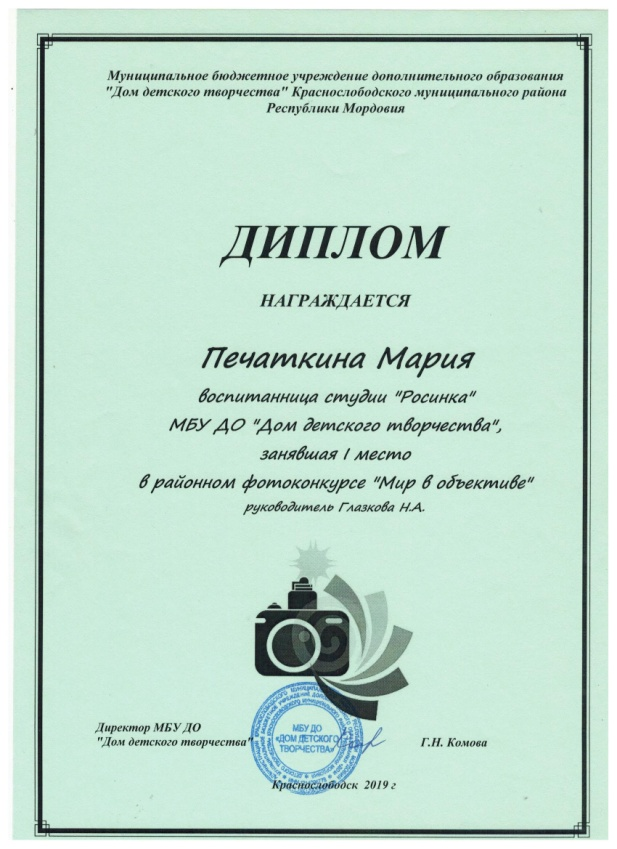 Муниципальное бюджетное учреждение дополнительного образования
"Дом детского творчества" Краснослободского муниципального района
Республики Мордовия
ДИПЛОМ
НАГРАЖДАЕТСЯ
Печаткина Мария
воспитанница студии "Росинка"
МБУ ДО "Дом детского творчества",
занявшая I место
в районном фотоконкурсе "Мир в объективе"
руководитель Глазкова Н.А.
Директор МБУ ДО
"Дом детского творчества"
Г.Н. Комова
МБУ ДО
«ДОМ ДЕТСКОГО
ТВОРЧЕСТВА»
Краснослободск 2019 г